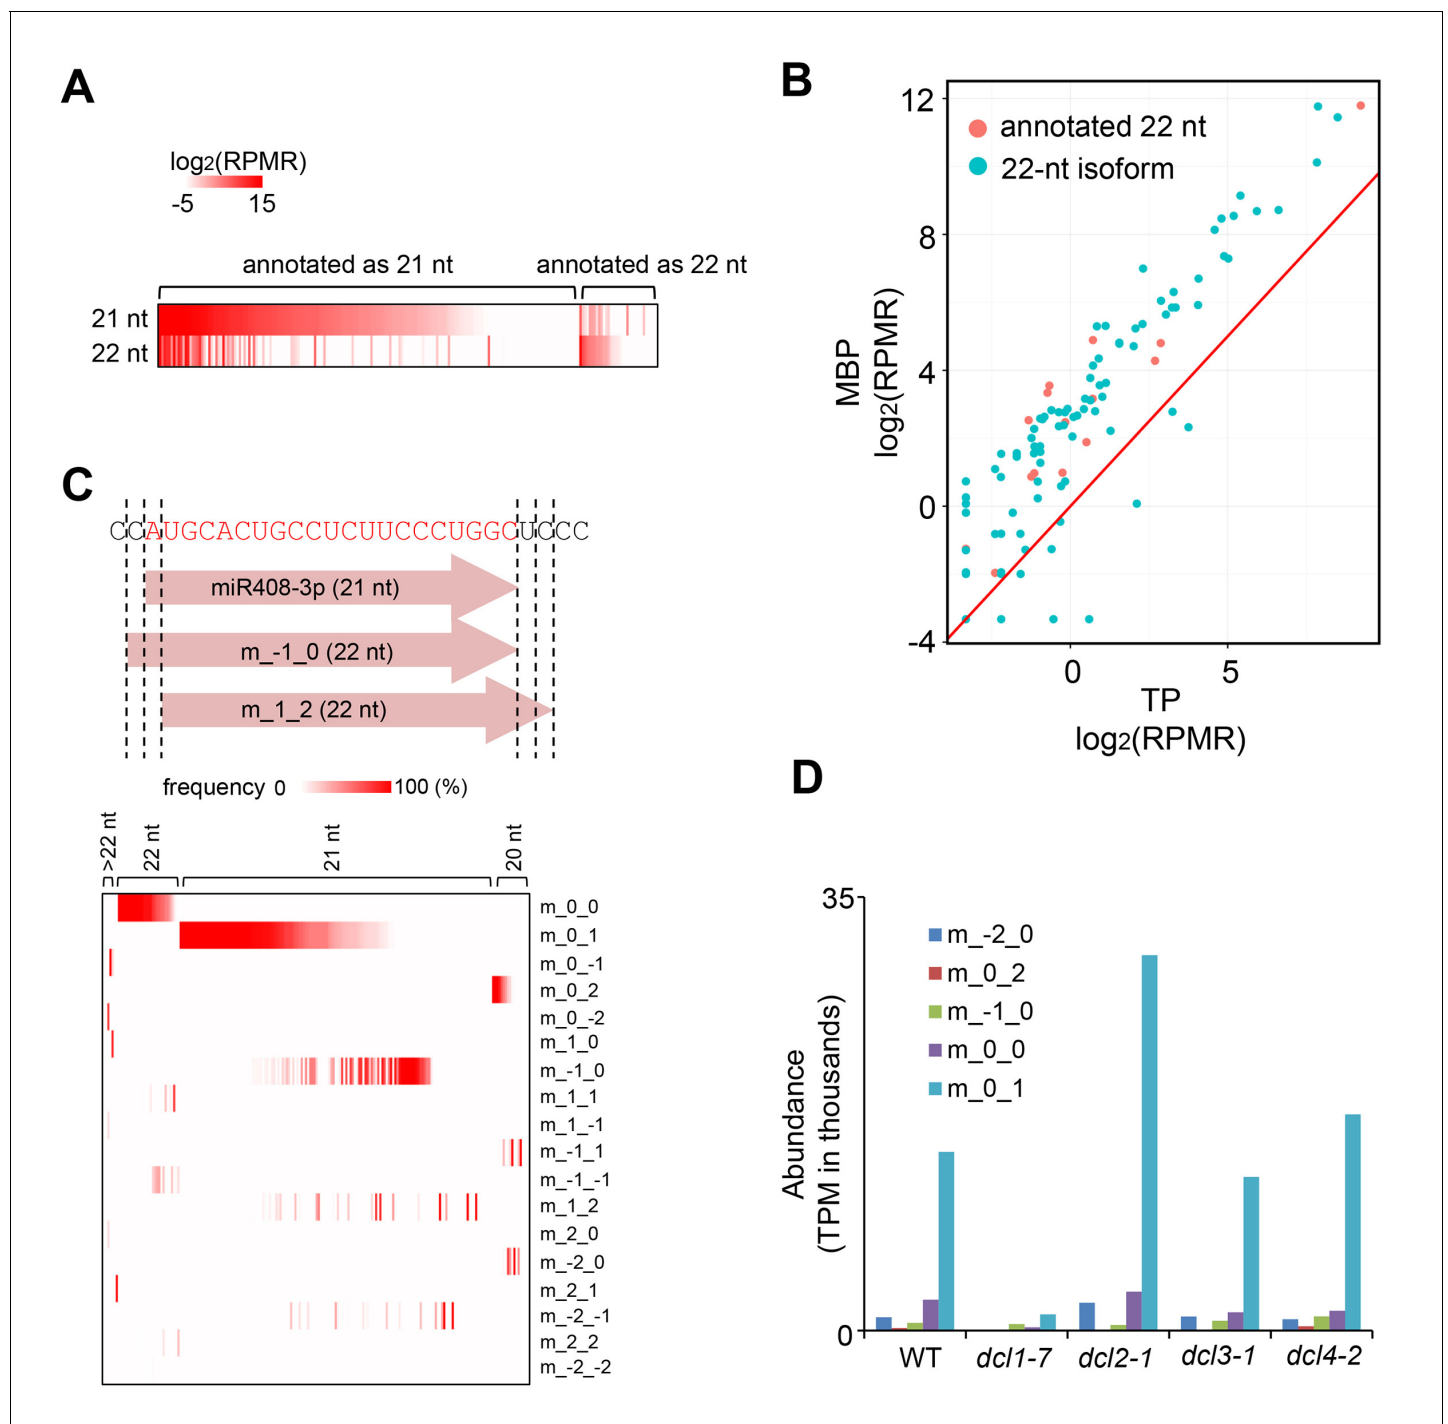 A
log2(RPMR)
-5 15
annotated as 21 nt
annotated as 22 nt
21 nt
22 nt
B
12
8
4
0
-4
annotated 22 nt
22-nt isoform
MBP
log2(RPMR)
0 5
TP
log2(RPMR)
C
CCAUGCACUGCCUCUUCCCUGGCUCCC
miR408-3p (21 nt)
m_-1_0 (22 nt)
m_1_2 (22 nt)
frequency 0 100 (%)
>22 nt
22 nt
21 nt
20 nt
m_0_0
m_0_1
m_0_-1
m_0_2
m_0_-2
m_1_0
m_-1_0
m_1_1
m_1_-1
m_-1_1
m_-1_-1
m_1_2
m_2_0
m_-2_0
m_2_1
m_-2_-1
m_2_2
m_-2_-2
D
35
0
Abundance
(TPM in thousands)
m_-2_0
m_0_2
m_-1_0
m_0_0
m_0_1
WT dcl1-7 dcl2-1 dcl3-1 dcl4-2